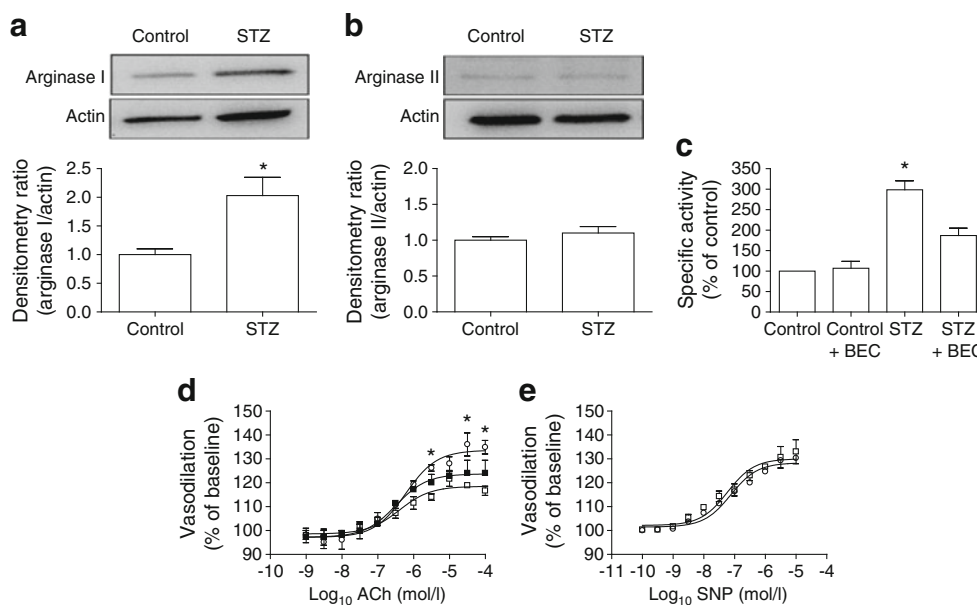 a
Control STZ
Arginase I
Actin
Densitometry ratio
(arginase I/actin)
2.5
2.0
1.5
1.0
0.5
0.0
*
Control STZ
b
Control STZ
Arginase II
Actin
Densitometry ratio
(arginase II/actin)
2.0
1.5
1.0
0.5
0.0
Control STZ
c
Specific activity
(% of control)
350
300
250
200
150
100
50
0
*
Control Control STZ STZ
+ BEC + BEC
d
Vasodilation
(% of baseline)
150
140
130
120
110
100
90
* * *
-10 -9 -8 -7 -6 -5 -4
Log10 ACh (mol/l)
e
Vasodilation
(% of baseline)
150
140
130
120
110
100
90
-11 -10 -9 -8 -7 -6 -5 -4
Log10 SNP (mol/l)